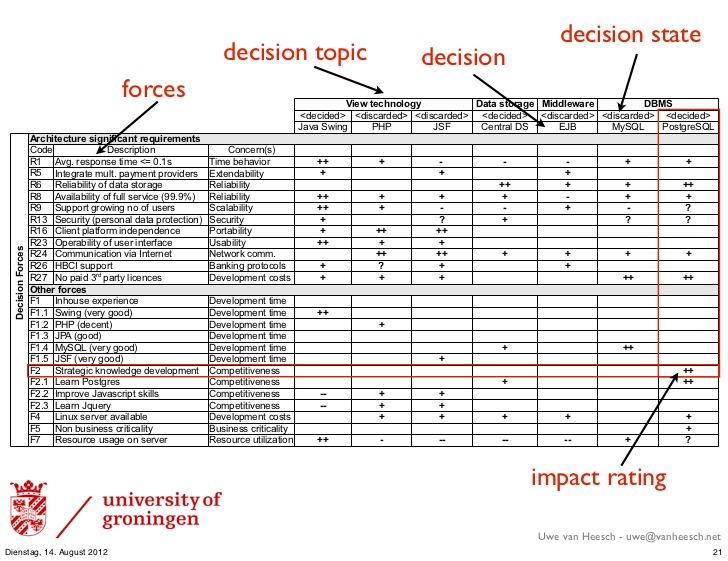 decision state
decision topic
decision
forces
View technology Data storage Middleware DBMS
<decided> <discarded> <discarded> <decided> <discarded> <discarded> <decided>
Java Swing PHP JSF Central DS EJB MySQL PostgreSQL
Decision Forces
Architecture significant requirements
Code Description Concern(s)
R1 Avg. response time <= 0.1s Time behavior ++ + - - - + +
R5 Integrate mult. payment providers Extendability + + +
R6 Reliability of data storage Reliability ++ + + ++
R8 Availability of full service (99.9%) Reliability ++ + + + - + +
R9 Support growing no of users Scalability ++ + - - + - ?
R13 Security (personal data protection) Security + ? + ? ?
R16 Client platform independence Portability + ++ ++
R23 Operability of user interface Usability ++ + +
R24 Communication via Internet Network comm. ++ ++ + + + +
R26 HBCI support Banking protocols + ? + +
R27 No paid 3rd party licences Development costs + + + ++ ++
Other forces
F1 Inhouse experience Development time
F1.1 Swing (very good) Development time ++
F1.2 PHP (decent) Development time +
F1.3 JPA (good) Development time
F1.4 MySQL (very good) Development time + ++
F1.5 JSF (very good) Development time +
F2 Strategic knowledge development Competitiveness ++
F2.1 Learn Postgres Competitiveness + ++
F2.2 Improve Javascript skills Competitiveness -- + +
F2.3 Learn Jquery Competitiveness -- + +
F4 Linux server available Development costs + + + + +
F5 Non business criticality Business criticality +
F7 Resource usage on server Resource utilization ++ - -- -- -- + ?
impact rating
university of
groningen
Uwe van Heesch - uwe@vanheesch.net
Dienstag, 14. August 2012 21